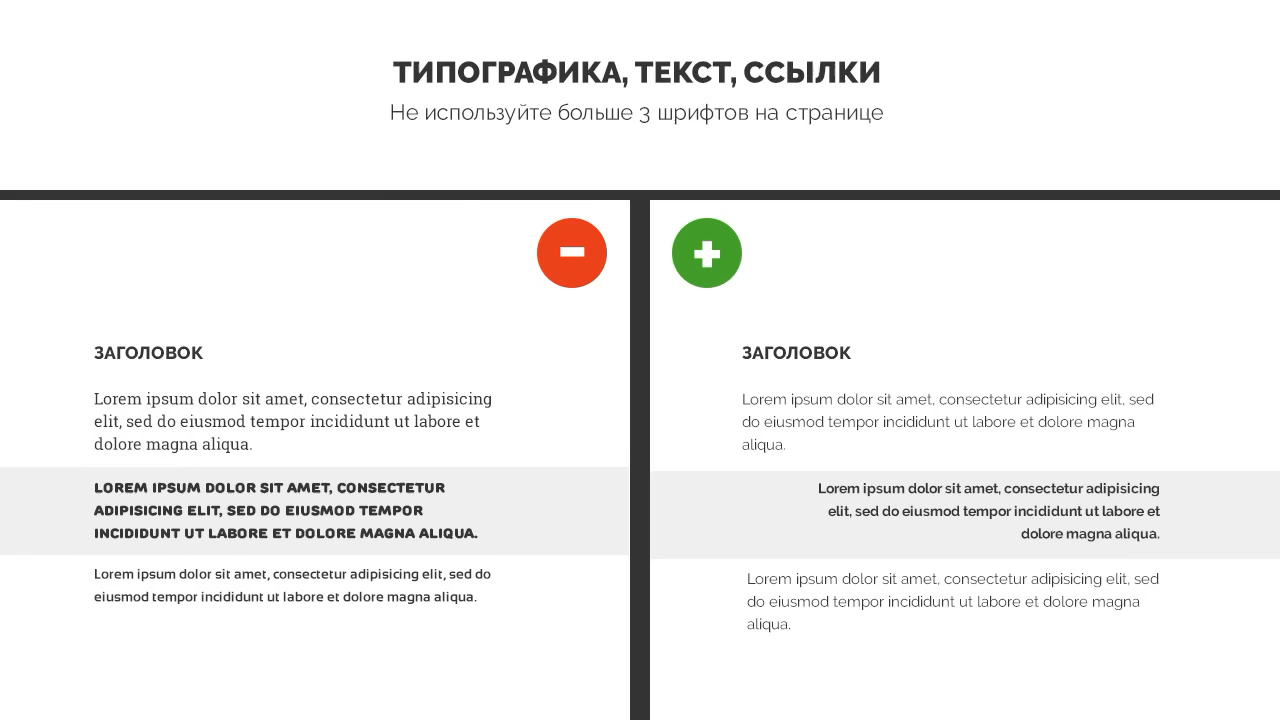 ТИПОГРАФИКА, ТЕКСТ, ССЫЛКИ
Не используйте больше 3 шрифтов на странице
ЗАГОЛОВОК
Lorem ipsum dolor sit amet, consectetur adipisicing
elit, sed do eiusmod tempor incididunt ut labore et
dolore magna aliqua.
LOREM IPSUM DOLOR SIT AMET, CONSECTETUR
ADIPISICING ELIT, SED DO EIUSMOD TEMPOR
INCIDIDUNT UT LABORE ET DOLORE MAGNA ALIQUA.
Lorem ipsum dolor sit amet, consectetur adipisicing elit, sed do
eiusmod tempor incididunt ut labore et dolore magna aliqua.
ЗАГОЛОВОК
Lorem ipsum dolor sit amet, consectetur adipisicing elit, sed
do eiusmod tempor incididunt ut labore et dolore magna
aliqua.
Lorem ipsum dolor sit amet, consectetur adipisicing
elit, sed do eiusmod tempor incididunt ut labore et
dolore magna aliqua.
Lorem ipsum dolor sit amet, consectetur adipisicing elit, sed
do eiusmod tempor incididunt ut labore et dolore magna
aliqua.